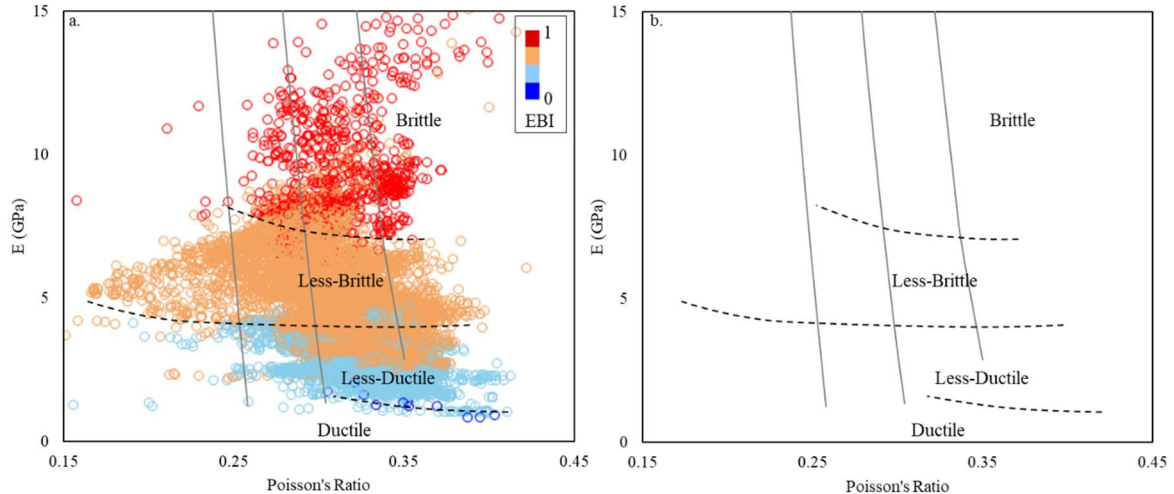 a.
15
10
5
0
E (GPa)
1
0
EBI
Brittle
Less-Brittle
Less-Ductile
Ductile
0.15
0.25
0.35
0.45
Poisson's Ratio
b.
15
10
5
0
E (GPa)
Brittle
Less-Brittle
Less-Ductile
Ductile
0.15
0.25
0.35
0.45
Poisson's Ratio